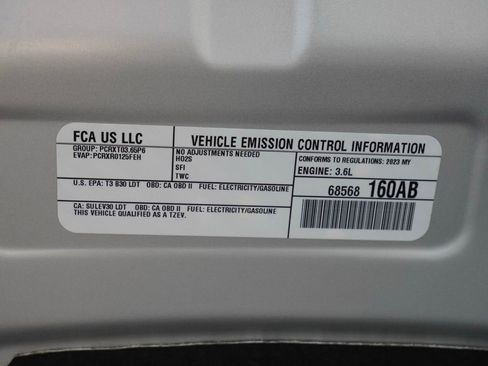 FCA US LLC
GROUP: PCRXT03.65P6
EVAP: PCRXR0125FEH
VEHICLE EMISSION CONTROL INFORMATION
NO ADJUSTMENTS NEEDED
HO2S
SFI
TWC
CONFORMS TO REGULATIONS: 2023 MY
ENGINE: 3.6L
U.S. EPA: T3 B30 LDT OBD: CA OBD II FUEL: ELECTRICITY/GASOLINE
68568 160AB
CA: SULEV30 LDT OBD: CA OBD II FUEL: ELECTRICITY/GASOLINE
THIS VEHICLE QUALIFIED AS A TZEV.